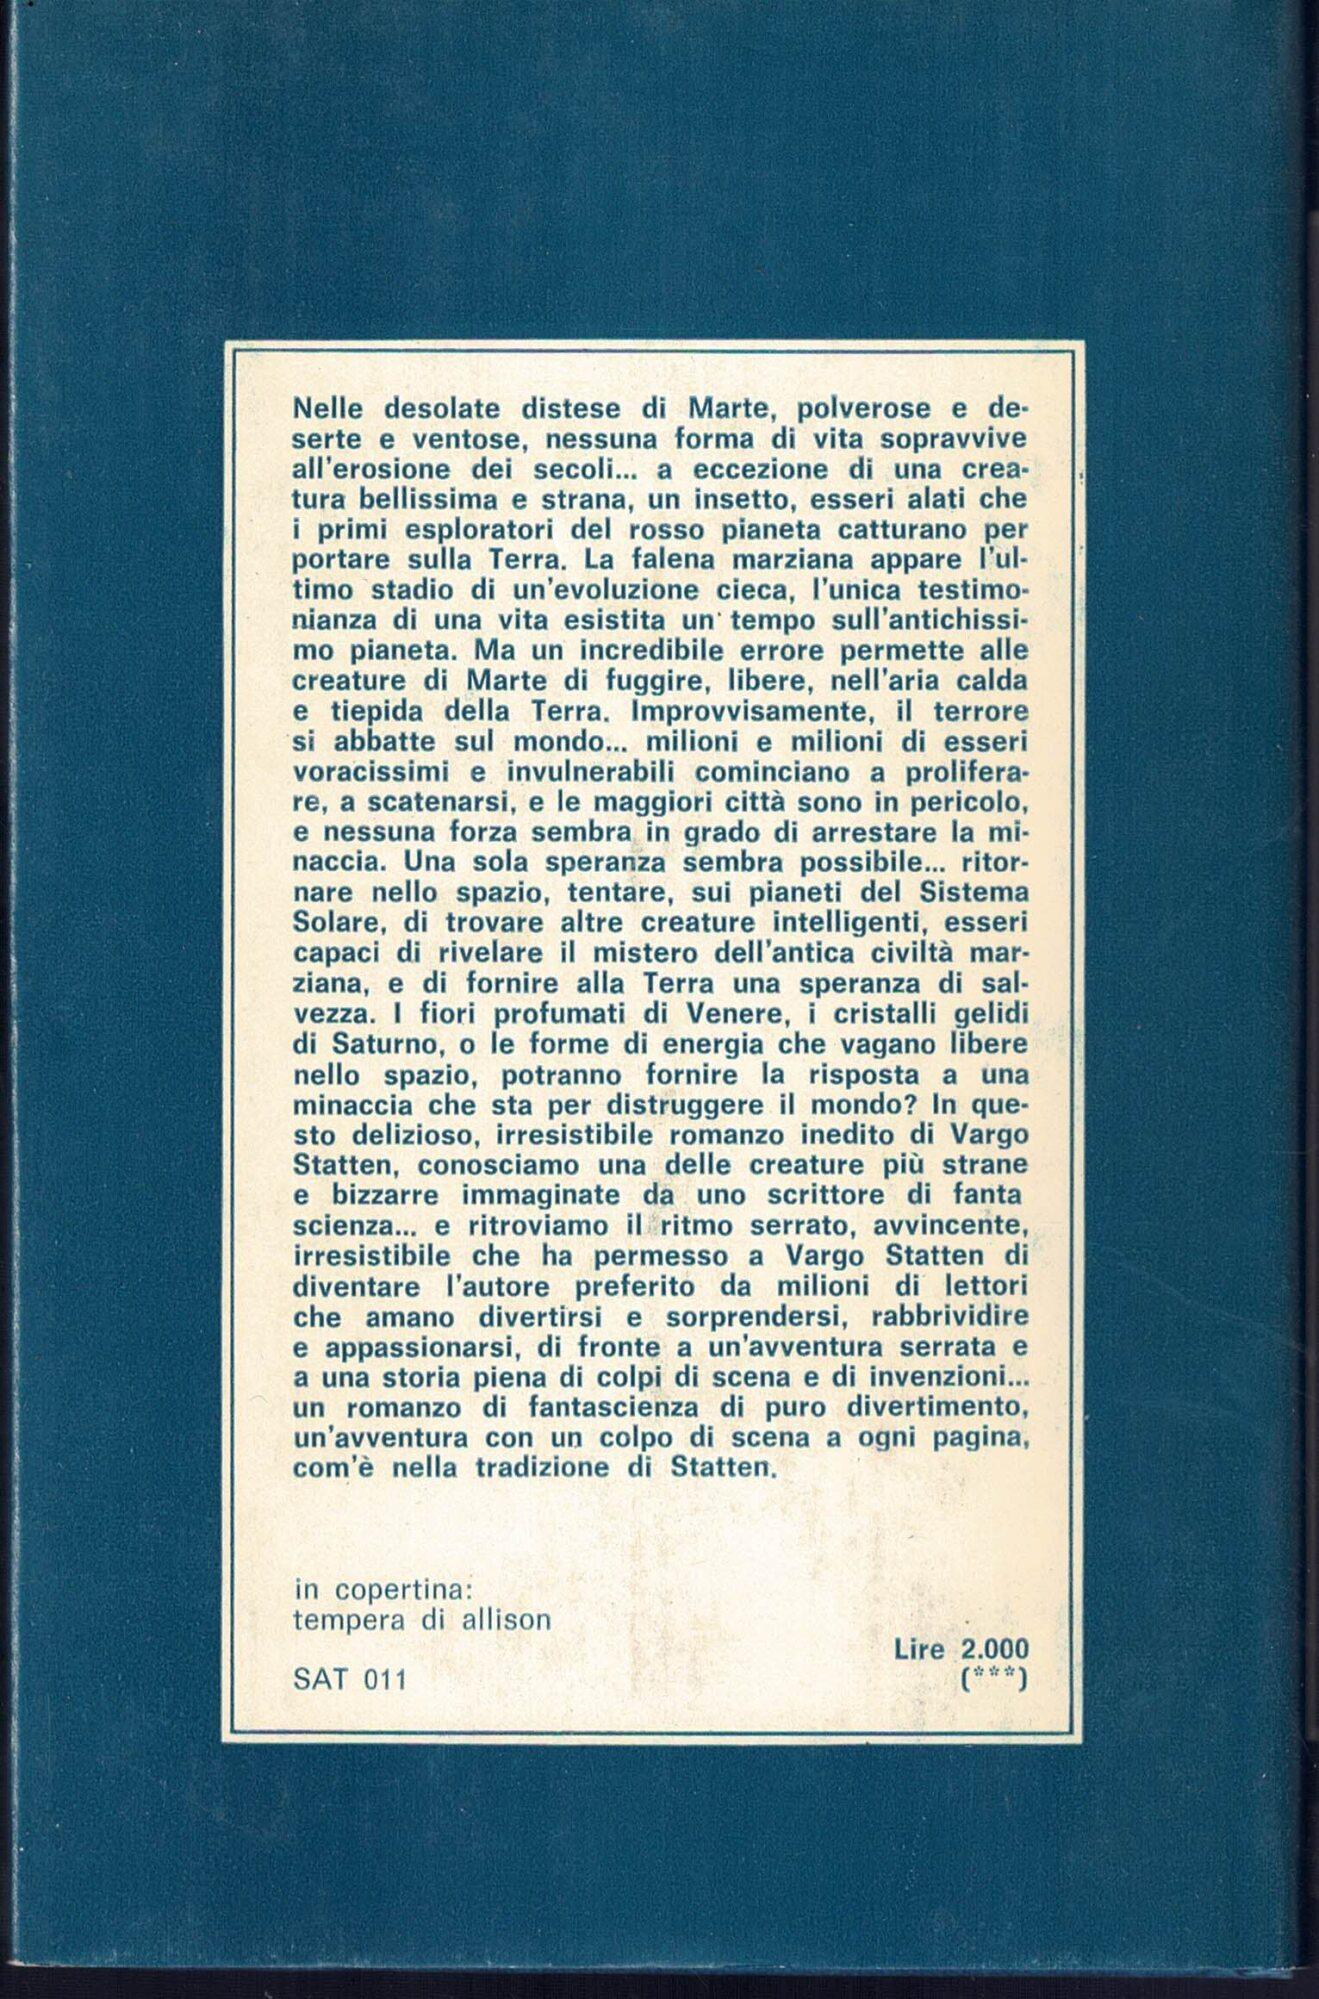 Nelle desolate distese di Marte, polverose e de-
serte e ventose, nessuna forma di vita sopravvive
all'erosione dei secoli... a eccezione di una crea-
tura bellissima e strana, un insetto, esseri alati che
i primi esploratori del rosso pianeta catturano per
portare sulla Terra. La falena marziana appare l'ul-
timo stadio di un'evoluzione cieca, l'unica testimo-
nianza di una vita esistita un tempo sull'antichissi-
mo pianeta. Ma un incredibile errore permette alle
creature di Marte di fuggire, libere, nell'aria calda
e tiepida della Terra. Improvvisamente, il terrore
si abbatte sul mondo... milioni e milioni di esseri
voracissimi e invulnerabili cominciano a prolifera-
re, a scatenarsi, e le maggiori città sono in pericolo,
e nessuna forza sembra in grado di arrestare la mi-
naccia. Una sola speranza sembra possibile... ritor-
nare nello spazio, tentare, sui pianeti del Sistema
Solare, di trovare altre creature intelligenti, esseri
capaci di rivelare il mistero dell'antica civiltà mar-
ziana, e di fornire alla Terra una speranza di sal-
vezza. I fiori profumati di Venere, i cristalli gelidi
di Saturno, o le forme di energia che vagano libere
nello spazio, potranno fornire la risposta a una
minaccia che sta per distruggere il mondo? In que-
sto delizioso, irresistibile romanzo inedito di Vargo
Statten, conosciamo una delle creature più strane
e bizzarre immaginate da uno scrittore di fanta
scienza... e ritroviamo il ritmo serrato, avvincente,
irresistibile che ha permesso a Vargo Statten di
diventare l'autore preferito da milioni di lettori
che amano divertirsi e sorprendersi, rabbrividire
e appassionarsi, di fronte a un'avventura serrata e
a una storia piena di colpi di scena e di invenzioni...
un romanzo di fantascienza di puro divertimento,
un'avventura con un colpo di scena a ogni pagina,
com'è nella tradizione di Statten.
in copertina:
tempera di allison
Lire 2.000
SAT 011
(***)